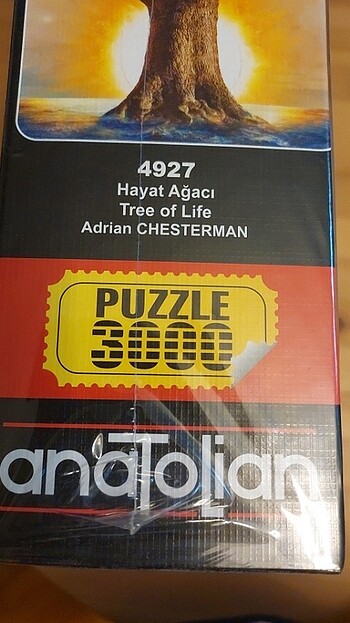 4927
Hayat Ağacı
Tree of Life
Adrian CHESTERMAN
PUZZLE
3000
anatolian